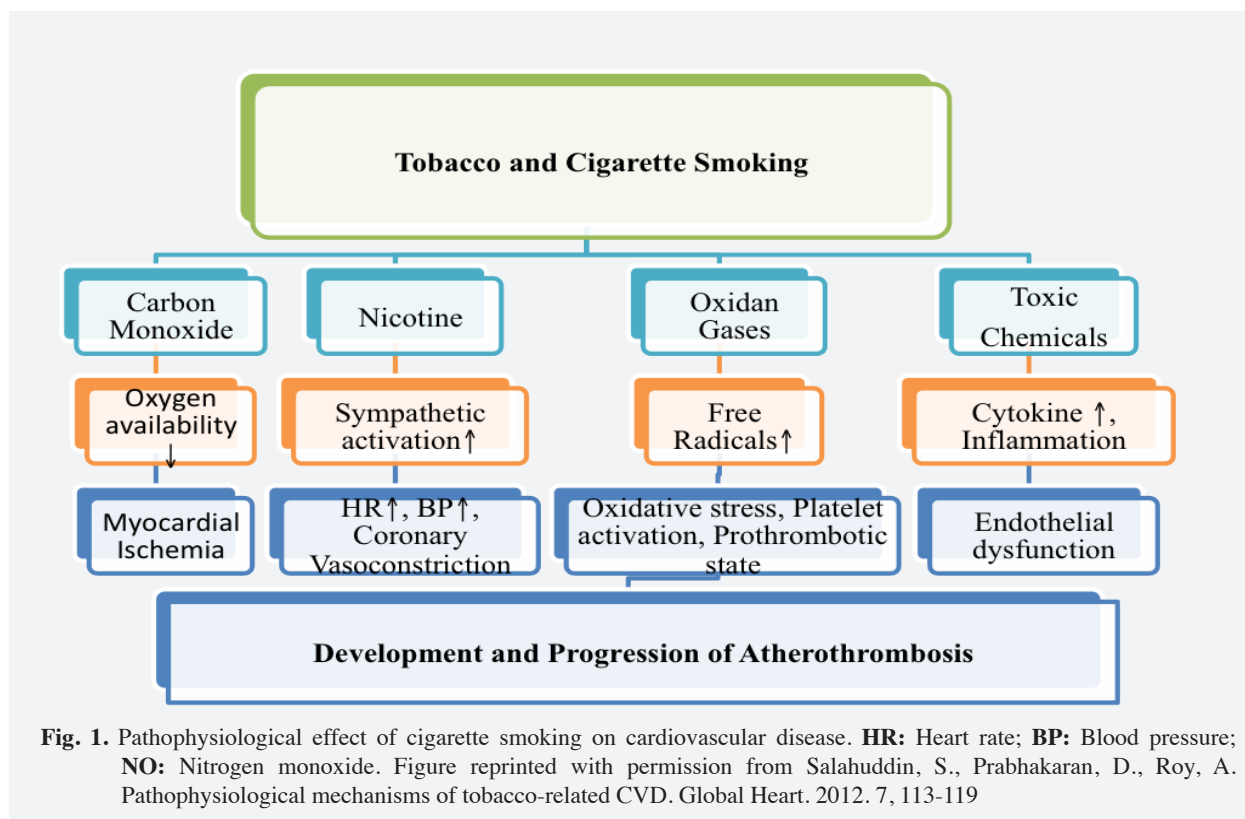 Tobacco and Cigarette Smoking
Carbon
Monoxide
Nicotine
Oxidan
Gases
Toxic
Chemicals
Oxygen
availability
↓
Sympathetic
activation↑
Free
Radicals↑
Cytokine ↑,
Inflammation
Myocardial
Ischemia
HR↑, BP↑,
Coronary
Vasoconstriction
Oxidative stress, Platelet
activation, Prothrombotic
state
Endothelial
dysfunction
Development and Progression of Atherothrombosis
Fig. 1. Pathophysiological effect of cigarette smoking on cardiovascular disease. HR: Heart rate; BP: Blood pressure;
NO: Nitrogen monoxide. Figure reprinted with permission from Salahuddin, S., Prabhakaran, D., Roy, A.
Pathophysiological mechanisms of tobacco-related CVD. Global Heart. 2012. 7, 113-119